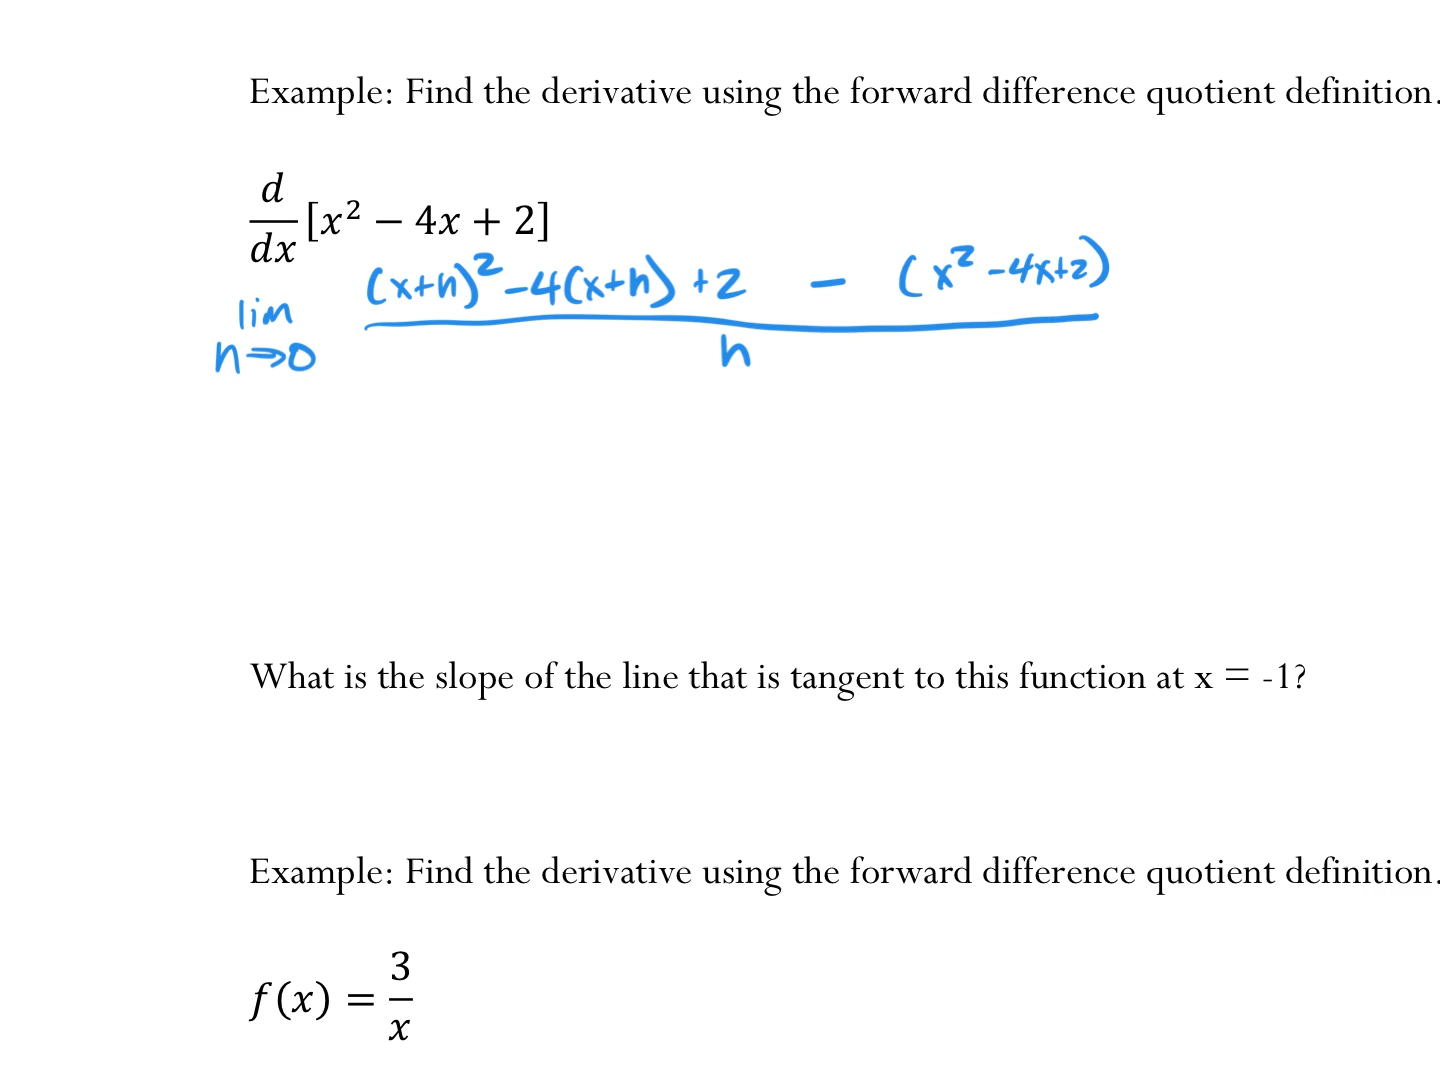 Example: Find the derivative using the forward difference quotient definition.
d/dx [x² − 4x + 2]
lim h→0 ((x+h)² −4(x+h) +2 − (x² −4x+2)) / h
What is the slope of the line that is tangent to this function at x = -1?
Example: Find the derivative using the forward difference quotient definition.
f(x) = 3/x